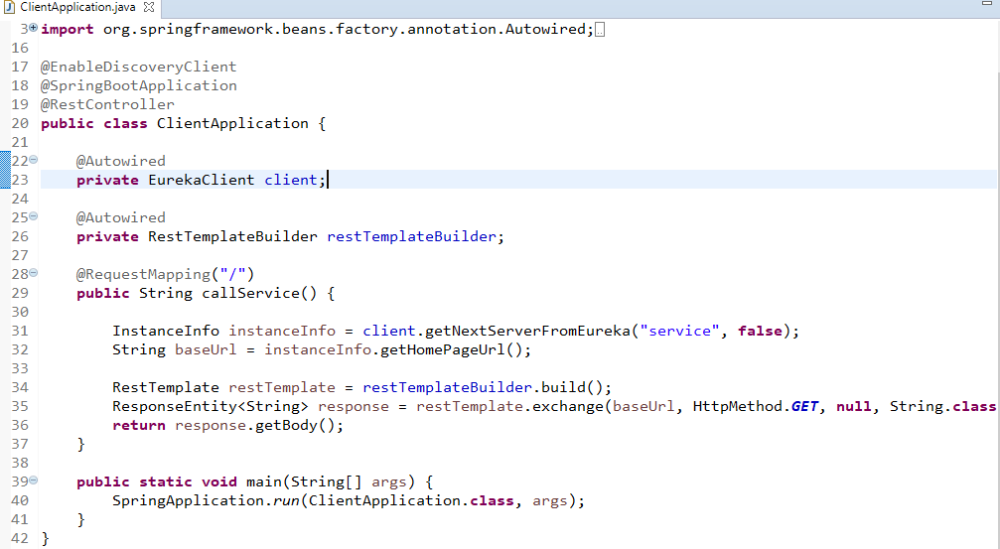 ClientApplication.java
3 import org.springframework.beans.factory.annotation.Autowired;
16
17 @EnableDiscoveryClient
18 @SpringBootApplication
19 @RestController
20 public class ClientApplication {
21
22     @Autowired
23     private EurekaClient client;
24
25     @Autowired
26     private RestTemplateBuilder restTemplateBuilder;
27
28     @RequestMapping("/")
29     public String callService() {
30
31         InstanceInfo instanceInfo = client.getNextServerFromEureka("service", false);
32         String baseUrl = instanceInfo.getHomePageUrl();
33
34         RestTemplate restTemplate = restTemplateBuilder.build();
35         ResponseEntity<String> response = restTemplate.exchange(baseUrl, HttpMethod.GET, null, String.class
36         return response.getBody();
37     }
38
39     public static void main(String[] args) {
40         SpringApplication.run(ClientApplication.class, args);
41     }
42 }